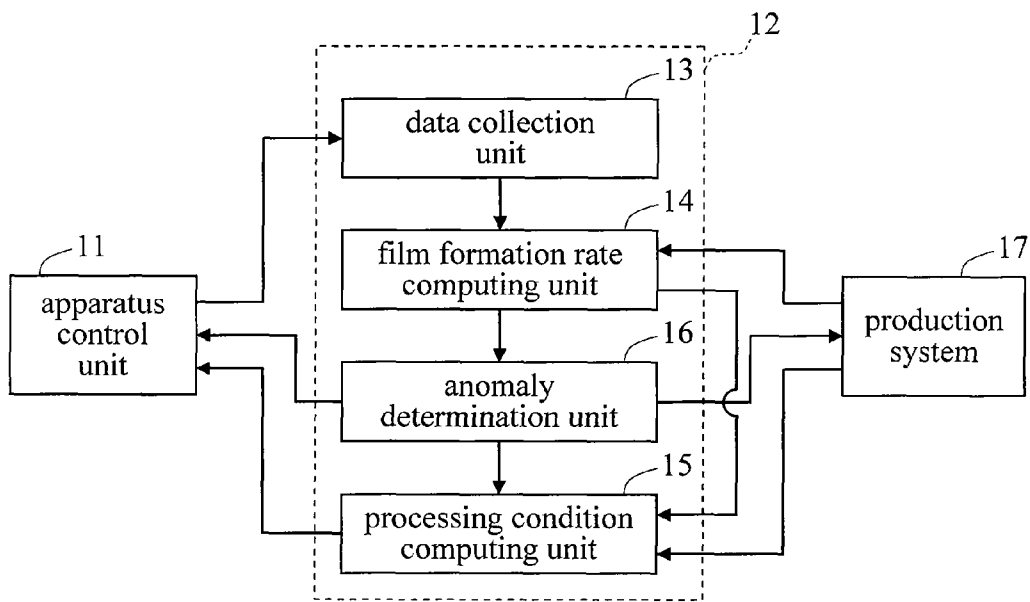 12
13
data collection
unit
14
film formation rate
computing unit
11
apparatus
control
unit
17
production
system
16
anomaly
determination unit
15
processing condition
computing unit